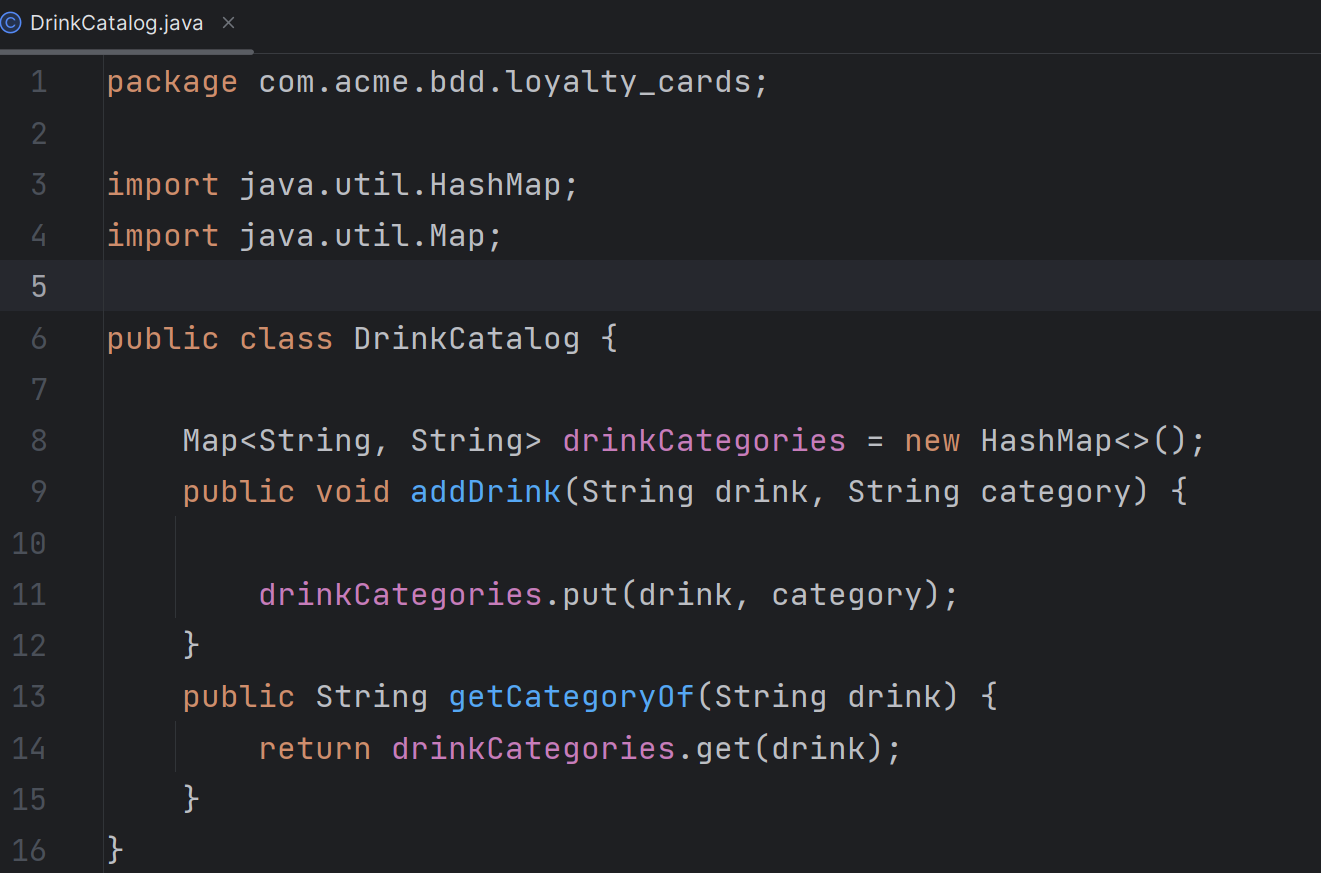 DrinkCatalog.java
1 package com.acme.bdd.loyalty_cards;
2
3 import java.util.HashMap;
4 import java.util.Map;
5
6 public class DrinkCatalog {
7
8     Map<String, String> drinkCategories = new HashMap<>();
9     public void addDrink(String drink, String category) {
10
11         drinkCategories.put(drink, category);
12     }
13     public String getCategoryOf(String drink) {
14         return drinkCategories.get(drink);
15     }
16 }